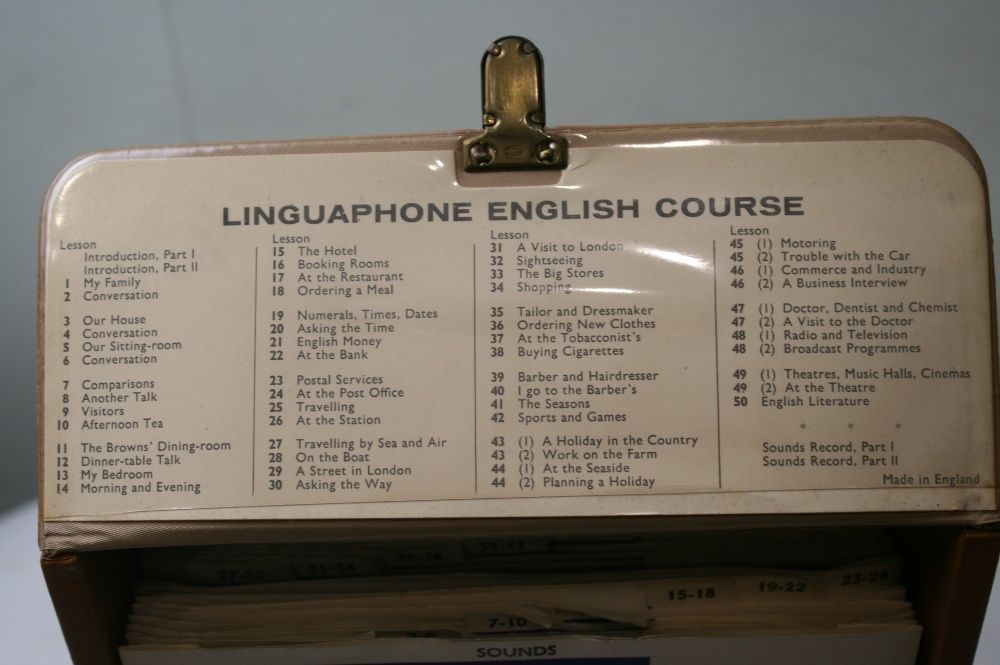 LINGUAPHONE ENGLISH COURSE
Lesson
Introduction, Part I
Introduction, Part II
1 My Family
2 Conversation
3 Our House
4 Conversation
5 Our Sitting-room
6 Conversation
7 Comparisons
8 Another Talk
9 Visitors
10 Afternoon Tea
11 The Browns' Dining-room
12 Dinner-table Talk
13 My Bedroom
14 Morning and Evening
Lesson
15 The Hotel
16 Booking Rooms
17 At the Restaurant
18 Ordering a Meal
19 Numerals, Times, Dates
20 Asking the Time
21 English Money
22 At the Bank
23 Postal Services
24 At the Post Office
25 Travelling
26 At the Station
27 Travelling by Sea and Air
28 On the Boat
29 A Street in London
30 Asking the Way
Lesson
31 A Visit to London
32 Sightseeing
33 The Big Stores
34 Shopping
35 Tailor and Dressmaker
36 Ordering New Clothes
37 At the Tobacconist's
38 Buying Cigarettes
39 Barber and Hairdresser
40 I go to the Barber's
41 The Seasons
42 Sports and Games
43 (1) A Holiday in the Country
43 (2) Work on the Farm
44 (1) At the Seaside
44 (2) Planning a Holiday
Lesson
45 (1) Motoring
45 (2) Trouble with the Car
46 (1) Commerce and Industry
46 (2) A Business Interview
47 (1) Doctor, Dentist and Chemist
47 (2) A Visit to the Doctor
48 (1) Radio and Television
48 (2) Broadcast Programmes
49 (1) Theatres, Music Halls, Cinemas
49 (2) At the Theatre
50 English Literature
* * *
Sounds Record, Part I
Sounds Record, Part II
Made in England
39-42
35-38
31-34
27-30
23-26
19-22
15-18
7-10
SOUNDS